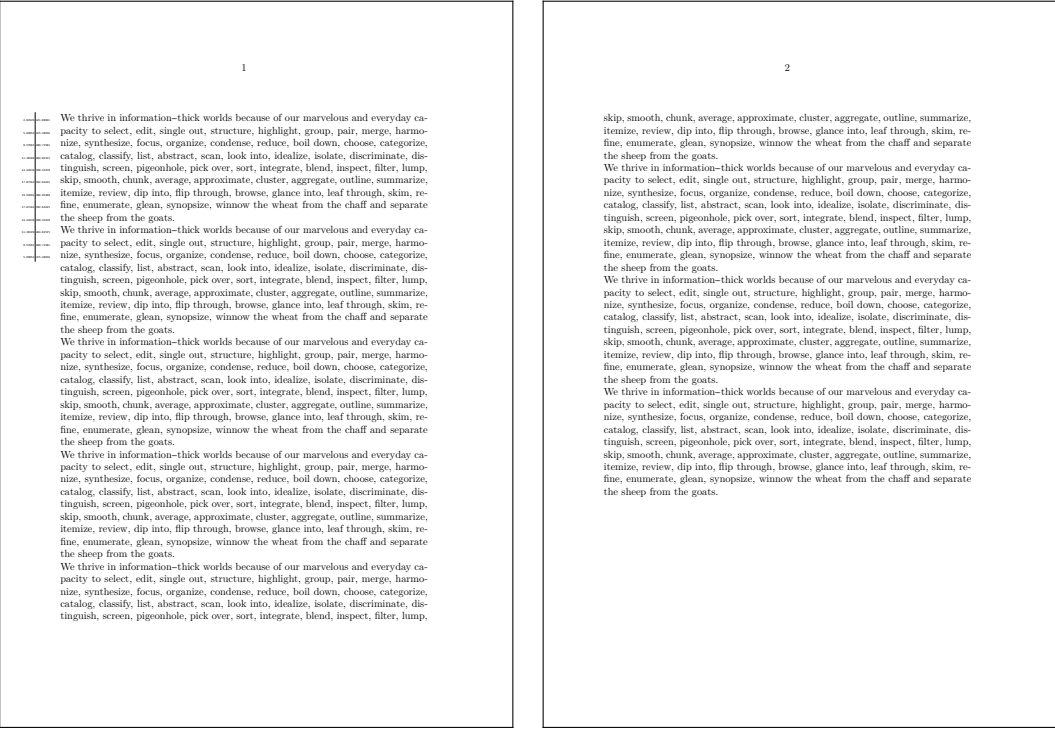 1
We thrive in information–thick worlds because of our marvelous and everyday ca-
pacity to select, edit, single out, structure, highlight, group, pair, merge, harmo-
nize, synthesize, focus, organize, condense, reduce, boil down, choose, categorize,
catalog, classify, list, abstract, scan, look into, idealize, isolate, discriminate, dis-
tinguish, screen, pigeonhole, pick over, sort, integrate, blend, inspect, filter, lump,
skip, smooth, chunk, average, approximate, cluster, aggregate, outline, summarize,
itemize, review, dip into, flip through, browse, glance into, leaf through, skim, re-
fine, enumerate, glean, synopsize, winnow the wheat from the chaff and separate
the sheep from the goats.
We thrive in information–thick worlds because of our marvelous and everyday ca-
pacity to select, edit, single out, structure, highlight, group, pair, merge, harmo-
nize, synthesize, focus, organize, condense, reduce, boil down, choose, categorize,
catalog, classify, list, abstract, scan, look into, idealize, isolate, discriminate, dis-
tinguish, screen, pigeonhole, pick over, sort, integrate, blend, inspect, filter, lump,
skip, smooth, chunk, average, approximate, cluster, aggregate, outline, summarize,
itemize, review, dip into, flip through, browse, glance into, leaf through, skim, re-
fine, enumerate, glean, synopsize, winnow the wheat from the chaff and separate
the sheep from the goats.
We thrive in information–thick worlds because of our marvelous and everyday ca-
pacity to select, edit, single out, structure, highlight, group, pair, merge, harmo-
nize, synthesize, focus, organize, condense, reduce, boil down, choose, categorize,
catalog, classify, list, abstract, scan, look into, idealize, isolate, discriminate, dis-
tinguish, screen, pigeonhole, pick over, sort, integrate, blend, inspect, filter, lump,
skip, smooth, chunk, average, approximate, cluster, aggregate, outline, summarize,
itemize, review, dip into, flip through, browse, glance into, leaf through, skim, re-
fine, enumerate, glean, synopsize, winnow the wheat from the chaff and separate
the sheep from the goats.
We thrive in information–thick worlds because of our marvelous and everyday ca-
pacity to select, edit, single out, structure, highlight, group, pair, merge, harmo-
nize, synthesize, focus, organize, condense, reduce, boil down, choose, categorize,
catalog, classify, list, abstract, scan, look into, idealize, isolate, discriminate, dis-
tinguish, screen, pigeonhole, pick over, sort, integrate, blend, inspect, filter, lump,
skip, smooth, chunk, average, approximate, cluster, aggregate, outline, summarize,
itemize, review, dip into, flip through, browse, glance into, leaf through, skim, re-
fine, enumerate, glean, synopsize, winnow the wheat from the chaff and separate
the sheep from the goats.
We thrive in information–thick worlds because of our marvelous and everyday ca-
pacity to select, edit, single out, structure, highlight, group, pair, merge, harmo-
nize, synthesize, focus, organize, condense, reduce, boil down, choose, categorize,
catalog, classify, list, abstract, scan, look into, idealize, isolate, discriminate, dis-
tinguish, screen, pigeonhole, pick over, sort, integrate, blend, inspect, filter, lump,
2
skip, smooth, chunk, average, approximate, cluster, aggregate, outline, summarize,
itemize, review, dip into, flip through, browse, glance into, leaf through, skim, re-
fine, enumerate, glean, synopsize, winnow the wheat from the chaff and separate
the sheep from the goats.
We thrive in information–thick worlds because of our marvelous and everyday ca-
pacity to select, edit, single out, structure, highlight, group, pair, merge, harmo-
nize, synthesize, focus, organize, condense, reduce, boil down, choose, categorize,
catalog, classify, list, abstract, scan, look into, idealize, isolate, discriminate, dis-
tinguish, screen, pigeonhole, pick over, sort, integrate, blend, inspect, filter, lump,
skip, smooth, chunk, average, approximate, cluster, aggregate, outline, summarize,
itemize, review, dip into, flip through, browse, glance into, leaf through, skim, re-
fine, enumerate, glean, synopsize, winnow the wheat from the chaff and separate
the sheep from the goats.
We thrive in information–thick worlds because of our marvelous and everyday ca-
pacity to select, edit, single out, structure, highlight, group, pair, merge, harmo-
nize, synthesize, focus, organize, condense, reduce, boil down, choose, categorize,
catalog, classify, list, abstract, scan, look into, idealize, isolate, discriminate, dis-
tinguish, screen, pigeonhole, pick over, sort, integrate, blend, inspect, filter, lump,
skip, smooth, chunk, average, approximate, cluster, aggregate, outline, summarize,
itemize, review, dip into, flip through, browse, glance into, leaf through, skim, re-
fine, enumerate, glean, synopsize, winnow the wheat from the chaff and separate
the sheep from the goats.
We thrive in information–thick worlds because of our marvelous and everyday ca-
pacity to select, edit, single out, structure, highlight, group, pair, merge, harmo-
nize, synthesize, focus, organize, condense, reduce, boil down, choose, categorize,
catalog, classify, list, abstract, scan, look into, idealize, isolate, discriminate, dis-
tinguish, screen, pigeonhole, pick over, sort, integrate, blend, inspect, filter, lump,
skip, smooth, chunk, average, approximate, cluster, aggregate, outline, summarize,
itemize, review, dip into, flip through, browse, glance into, leaf through, skim, re-
fine, enumerate, glean, synopsize, winnow the wheat from the chaff and separate
the sheep from the goats.